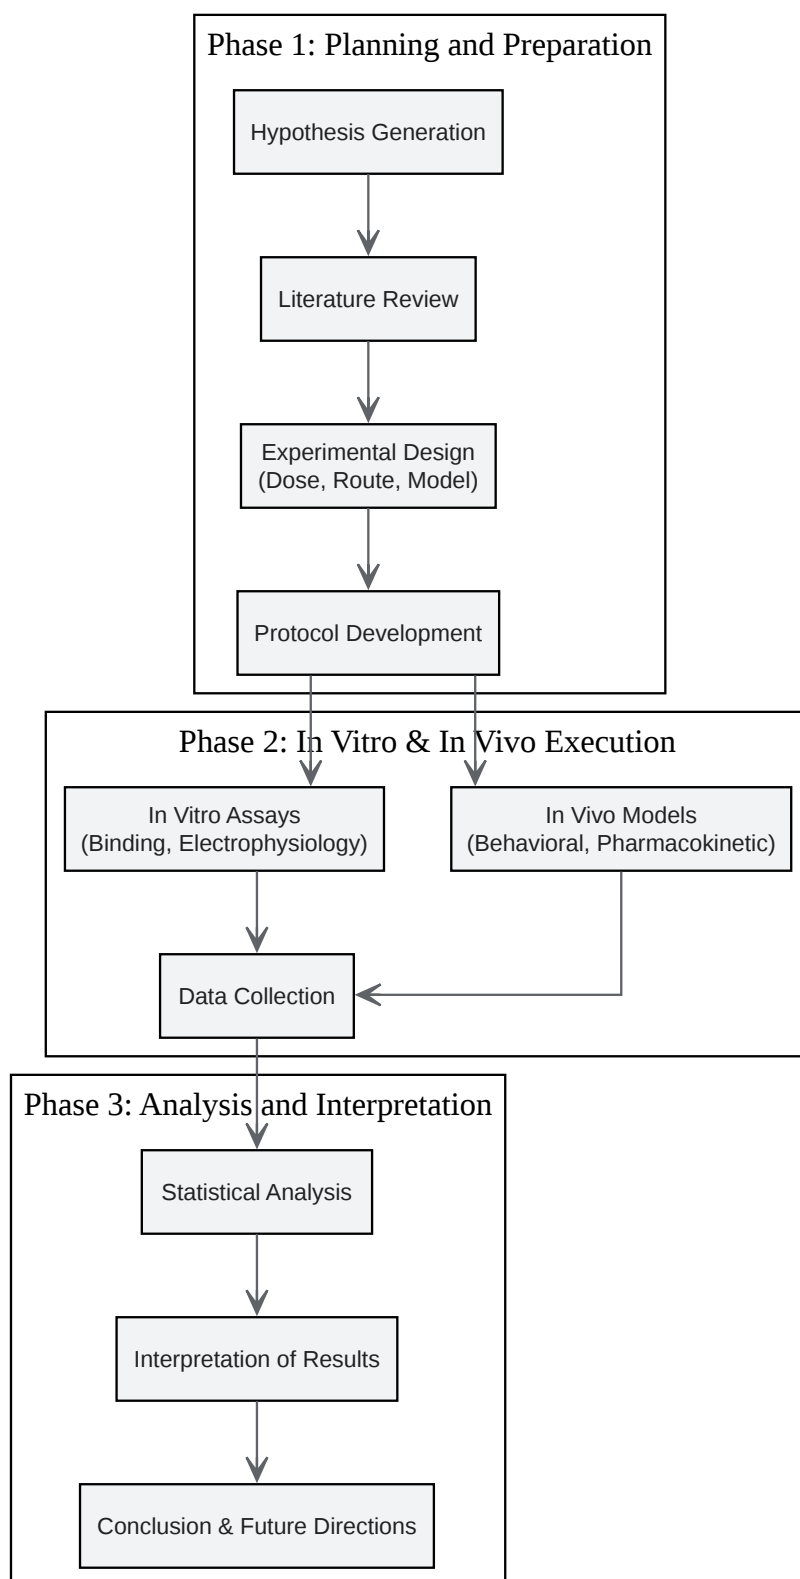 Phase 1: Planning and Preparation
Hypothesis Generation
Literature Review
Experimental Design
(Dose, Route, Model)
Protocol Development
Phase 2: In Vitro & In Vivo Execution
In Vitro Assays
(Binding, Electrophysiology)
In Vivo Models
(Behavioral, Pharmacokinetic)
Data Collection
Phase 3: Analysis and Interpretation
Statistical Analysis
Interpretation of Results
Conclusion & Future Directions